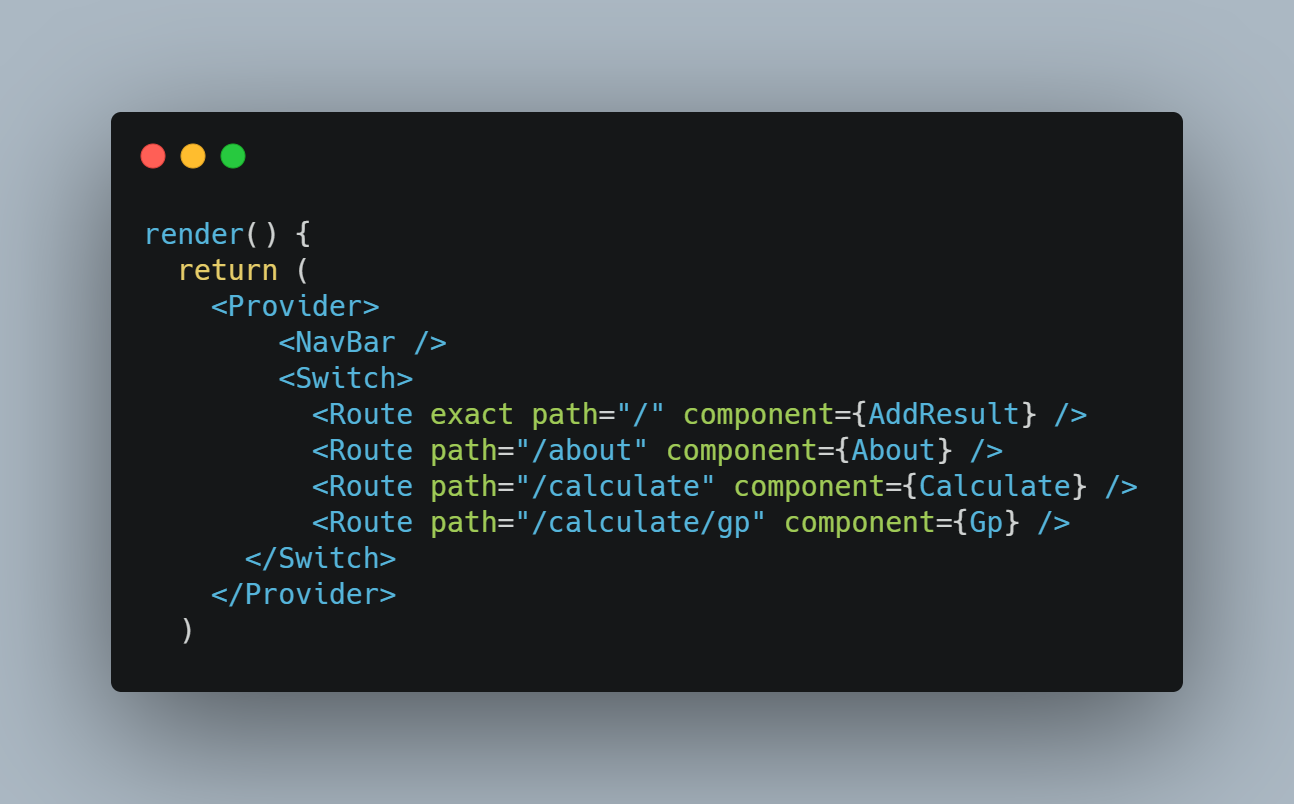 render() {
  return (
    <Provider>
        <NavBar />
        <Switch>
          <Route exact path="/" component={AddResult} />
          <Route path="/about" component={About} />
          <Route path="/calculate" component={Calculate} />
          <Route path="/calculate/gp" component={Gp} />
      </Switch>
    </Provider>
  )